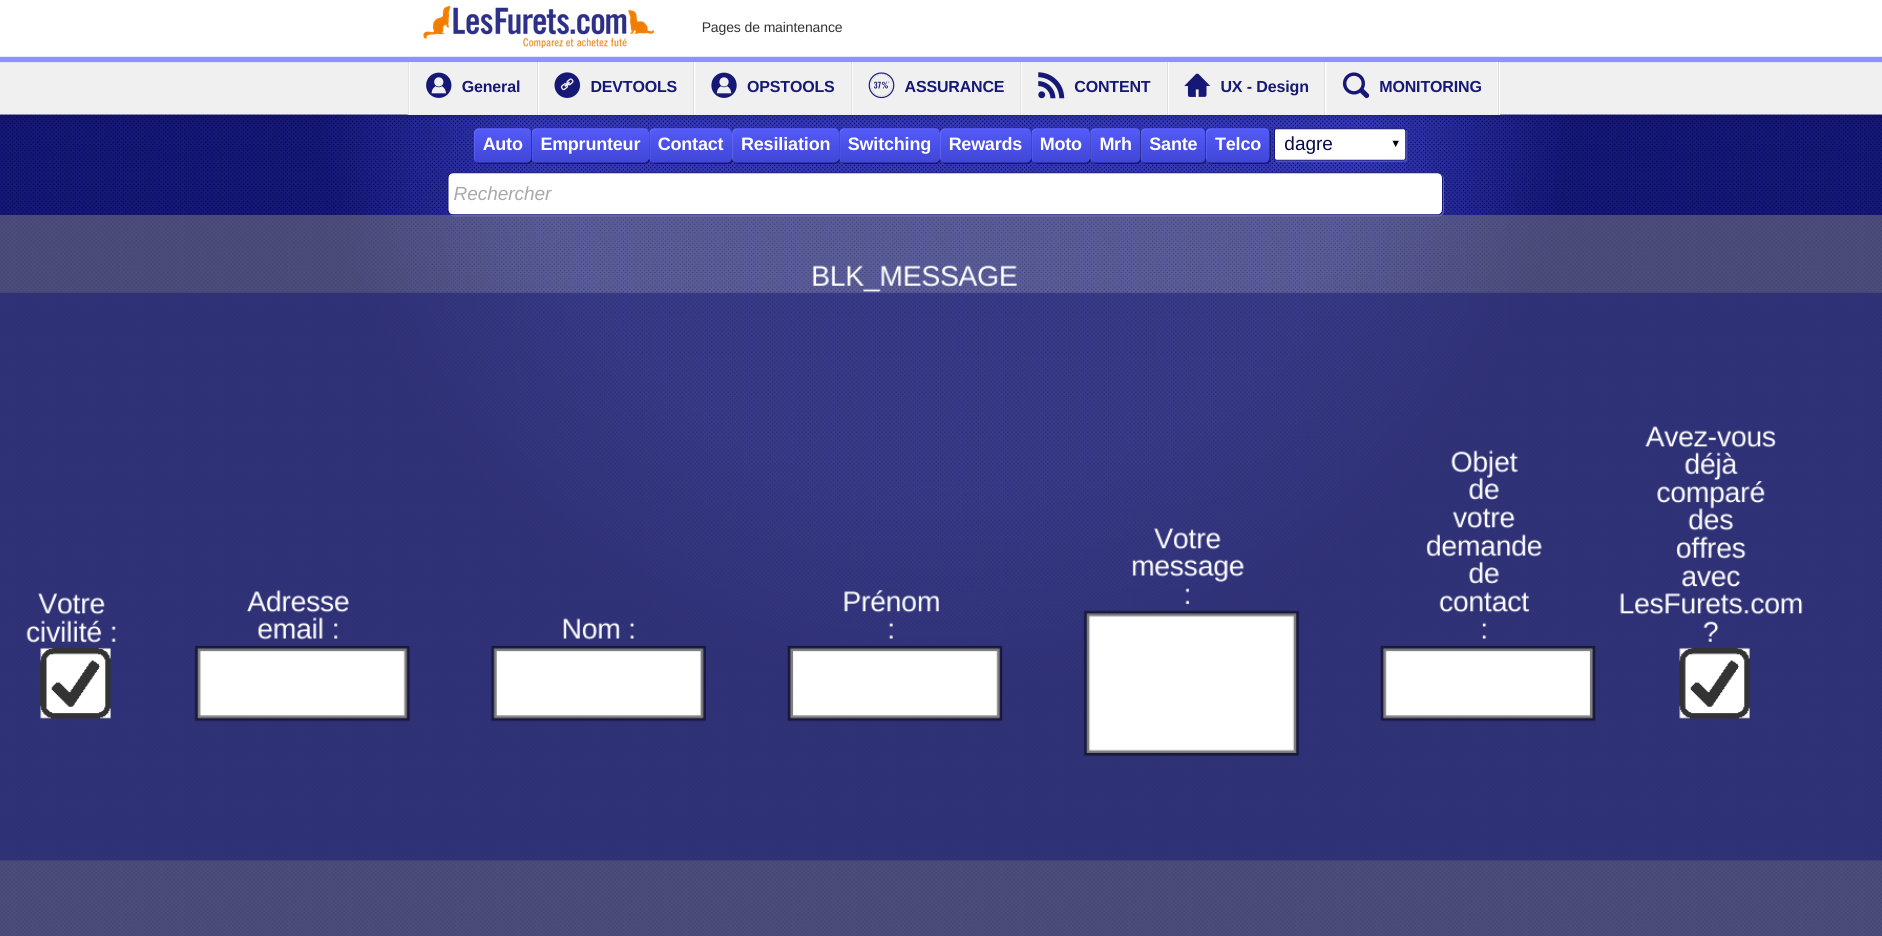 LesFurets.com
Comparez et achetez futé
Pages de maintenance
General
DEVTOOLS
OPSTOOLS
37%
ASSURANCE
CONTENT
UX - Design
MONITORING
Auto
Emprunteur
Contact
Resiliation
Switching
Rewards
Moto
Mrh
Sante
Telco
dagre
Rechercher
BLK_MESSAGE
Votre
civilité :
Adresse
email :
Nom :
Prénom
:
Votre
message
:
Objet
de
votre
demande
de
contact
:
Avez-vous
déjà
comparé
des
offres
avec
LesFurets.com
?